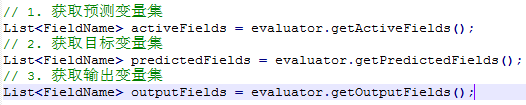 // 1. 获取预测变量集
List<FieldName> activeFields = evaluator.getActiveFields();
// 2. 获取目标变量集
List<FieldName> predictedFields = evaluator.getPredictedFields();
// 3. 获取输出变量集
List<FieldName> outputFields = evaluator.getOutputFields();